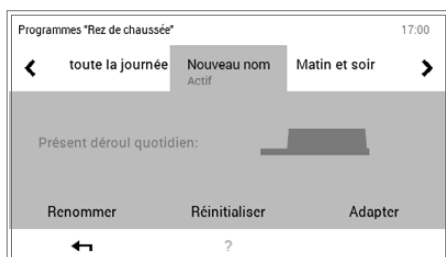 Programmes "Rez de chaussée" 17:00
toute la journée Nouveau nom Matin et soir
Actif
Présent déroul quotidien:
Renommer Réinitialiser Adapter
?